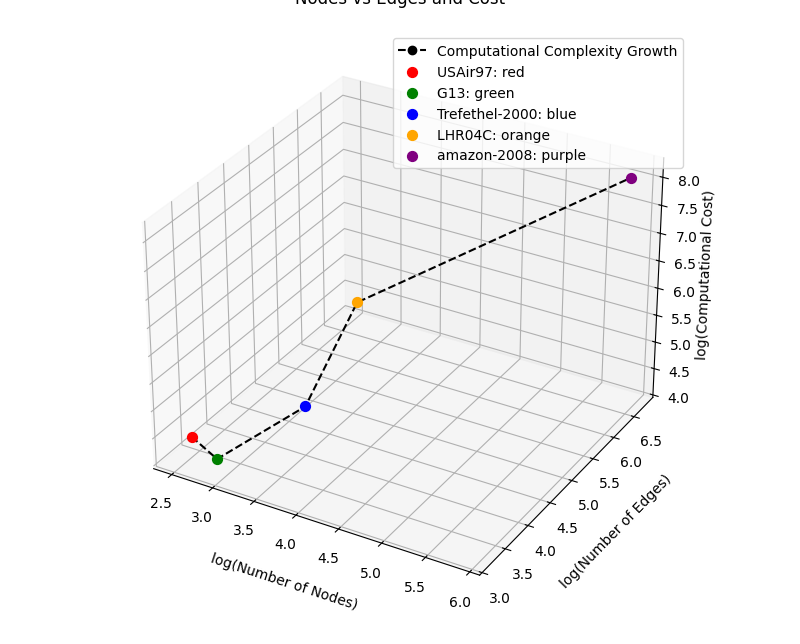 Nodes vs Edges and Cost
Computational Complexity Growth
USAir97: red
G13: green
Trefethel-2000: blue
LHR04C: orange
amazon-2008: purple
8.0
7.5
7.0
6.5
6.0
5.5
5.0
4.5
4.0
log(Computational Cost)
6.5
6.0
5.5
5.0
4.5
4.0
3.5
3.0
log(Number of Edges)
2.5
3.0
3.5
4.0
4.5
5.0
5.5
6.0
log(Number of Nodes)